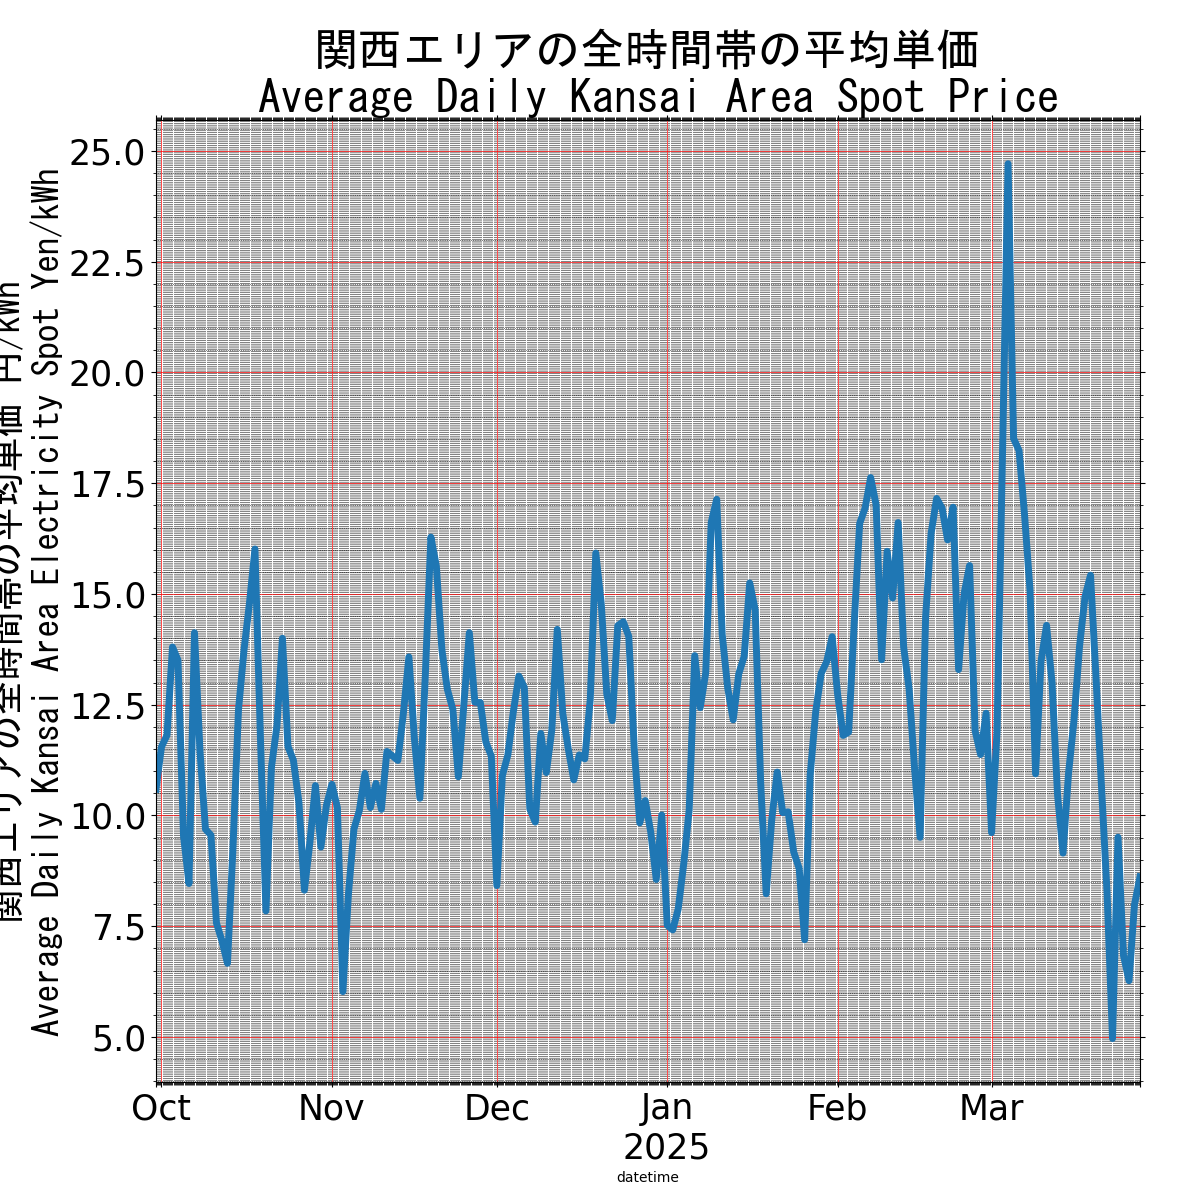 関西エリアの全時間帯の平均単価
Average Daily Kansai Area Spot Price
関西エリアの全時間帯の平均単価 円/kWh
Average Daily Kansai Area Electricity Spot Yen/kWh
25.0
22.5
20.0
17.5
15.0
12.5
10.0
7.5
5.0
Oct Nov Dec Jan Feb Mar
2025
datetime